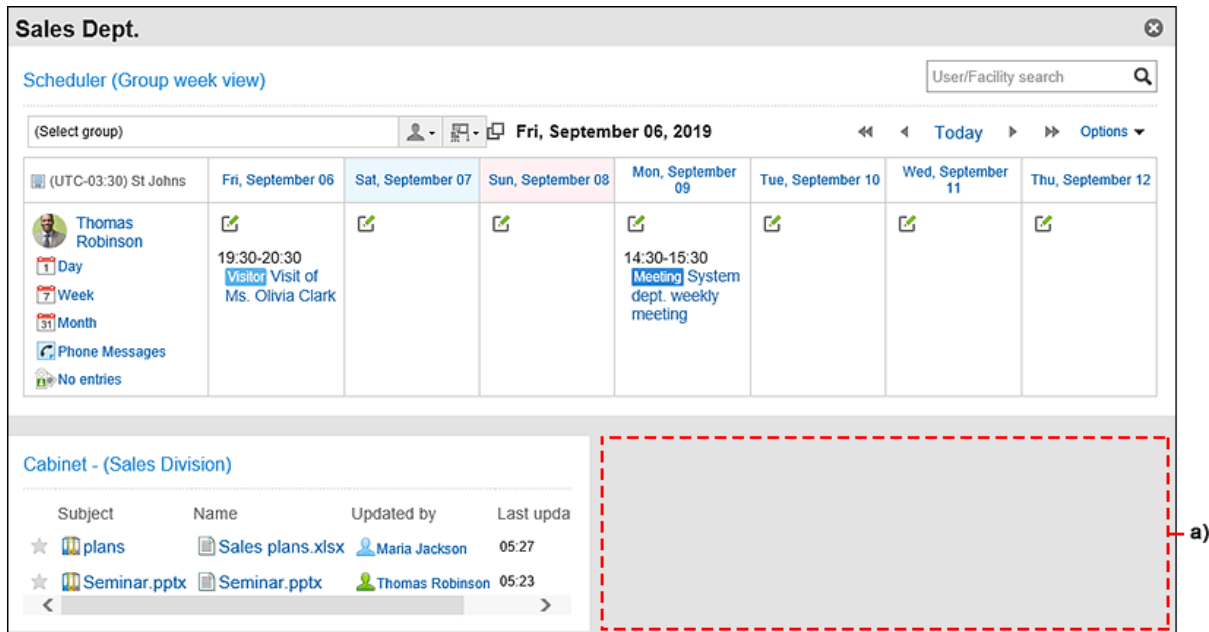 Sales Dept.
Scheduler (Group week view)
User/Facility search
(Select group)
Fri, September 06, 2019
Today
Options
(UTC-03:30) St Johns
Fri, September 06
Sat, September 07
Sun, September 08
Mon, September
09
Tue, September 10
Wed, September
11
Thu, September 12
Thomas
Robinson
1 Day
7 Week
31 Month
Phone Messages
No entries
19:30-20:30
Visitor Visit of
Ms. Olivia Clark
14:30-15:30
Meeting System
dept. weekly
meeting
Cabinet - (Sales Division)
Subject Name Updated by Last upda
plans Sales plans.xlsx Maria Jackson 05:27
Seminar.pptx Seminar.pptx Thomas Robinson 05:23
a)